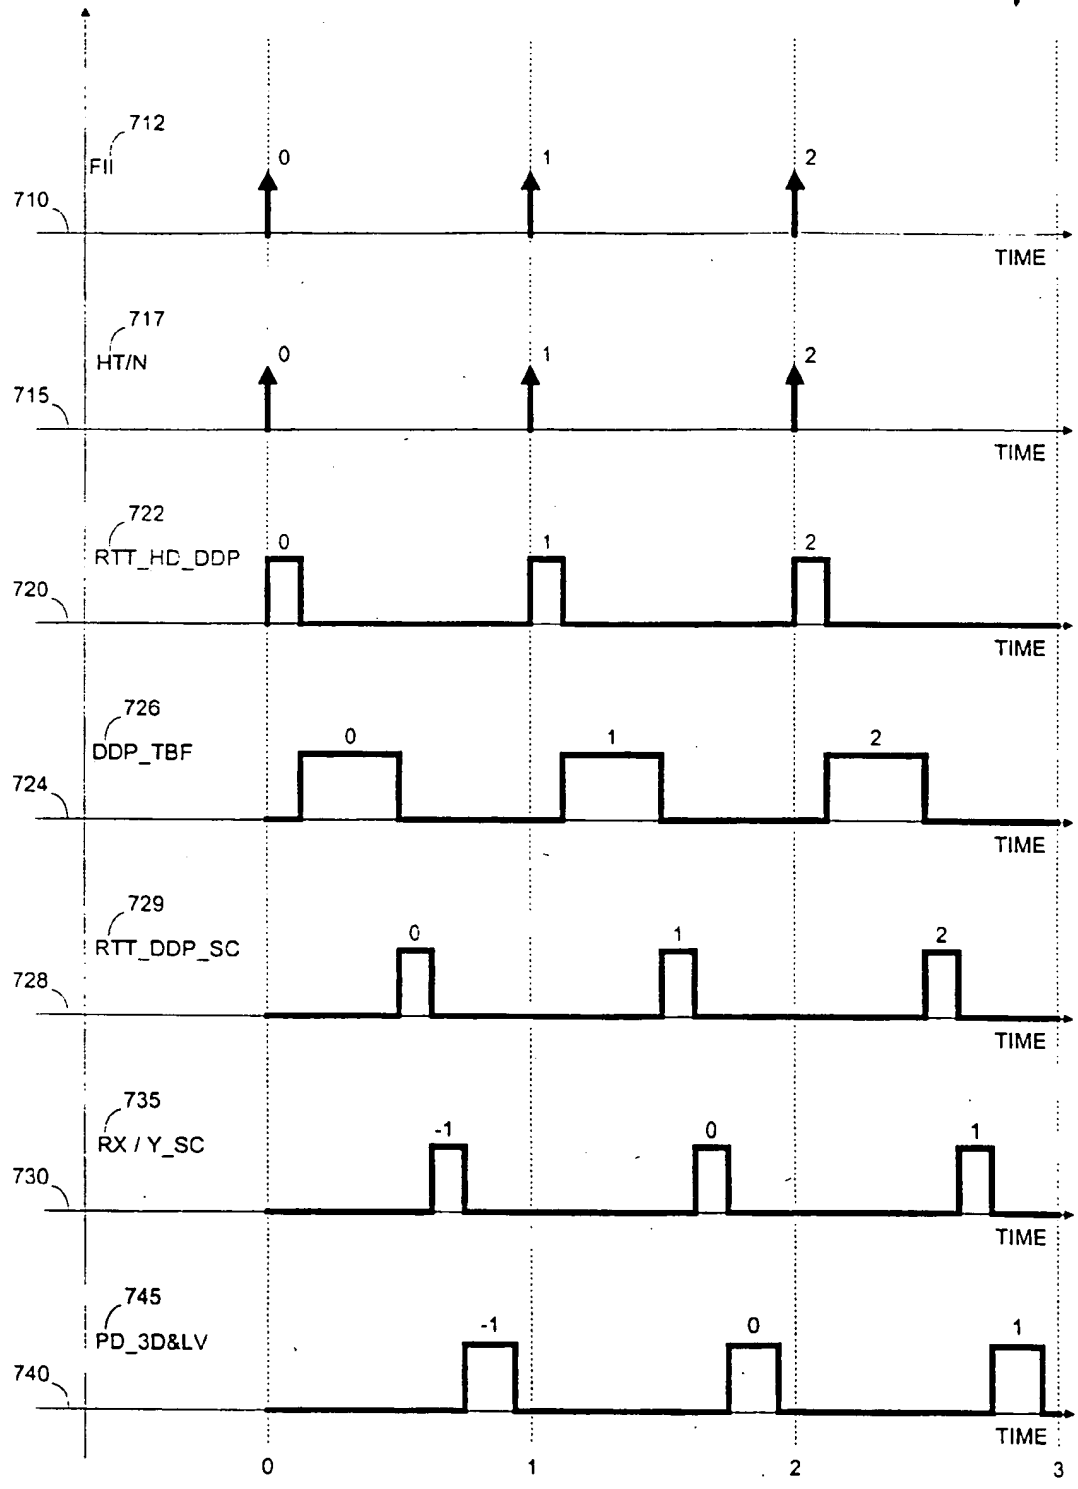 712
FII
0
1
2
710
TIME
717
HT/N
0
1
2
715
TIME
722
RTT_HD_DDP
0
1
2
720
TIME
726
DDP_TBF
0
1
2
724
TIME
729
RTT_DDP_SC
0
1
2
728
TIME
735
RX / Y_SC
-1
0
1
730
TIME
745
PD_3D&LV
-1
0
1
740
TIME
0
1
2
3